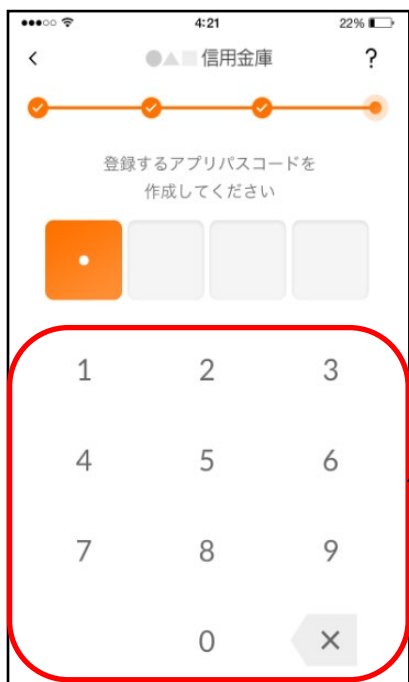 4:21 22%
●▲■信用金庫 ?
登録するアプリパスコードを
作成してください
1 2 3
4 5 6
7 8 9
0 ×